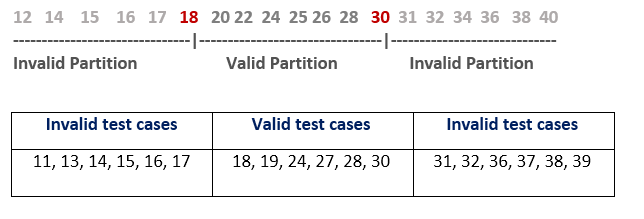 12 14 15 16 17 18 20 22 24 25 26 28 30 31 32 34 36 38 40
-------------------------------|--------------------------------|-----------------------------
Invalid Partition Valid Partition Invalid Partition
Invalid test cases Valid test cases Invalid test cases
11, 13, 14, 15, 16, 17 18, 19, 24, 27, 28, 30 31, 32, 36, 37, 38, 39